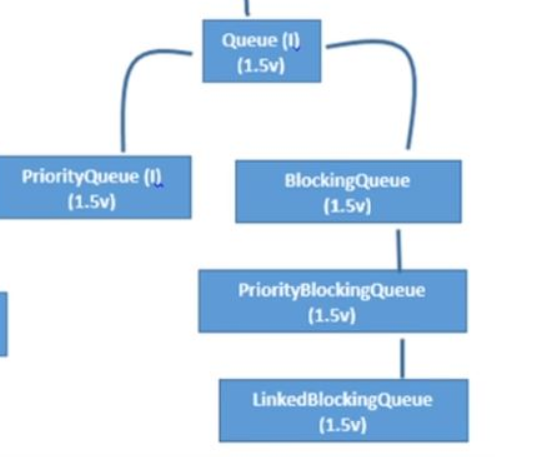 Queue (I)
(1.5v)
PriorityQueue (I)
(1.5v)
BlockingQueue
(1.5v)
PriorityBlockingQueue
(1.5v)
LinkedBlockingQueue
(1.5v)